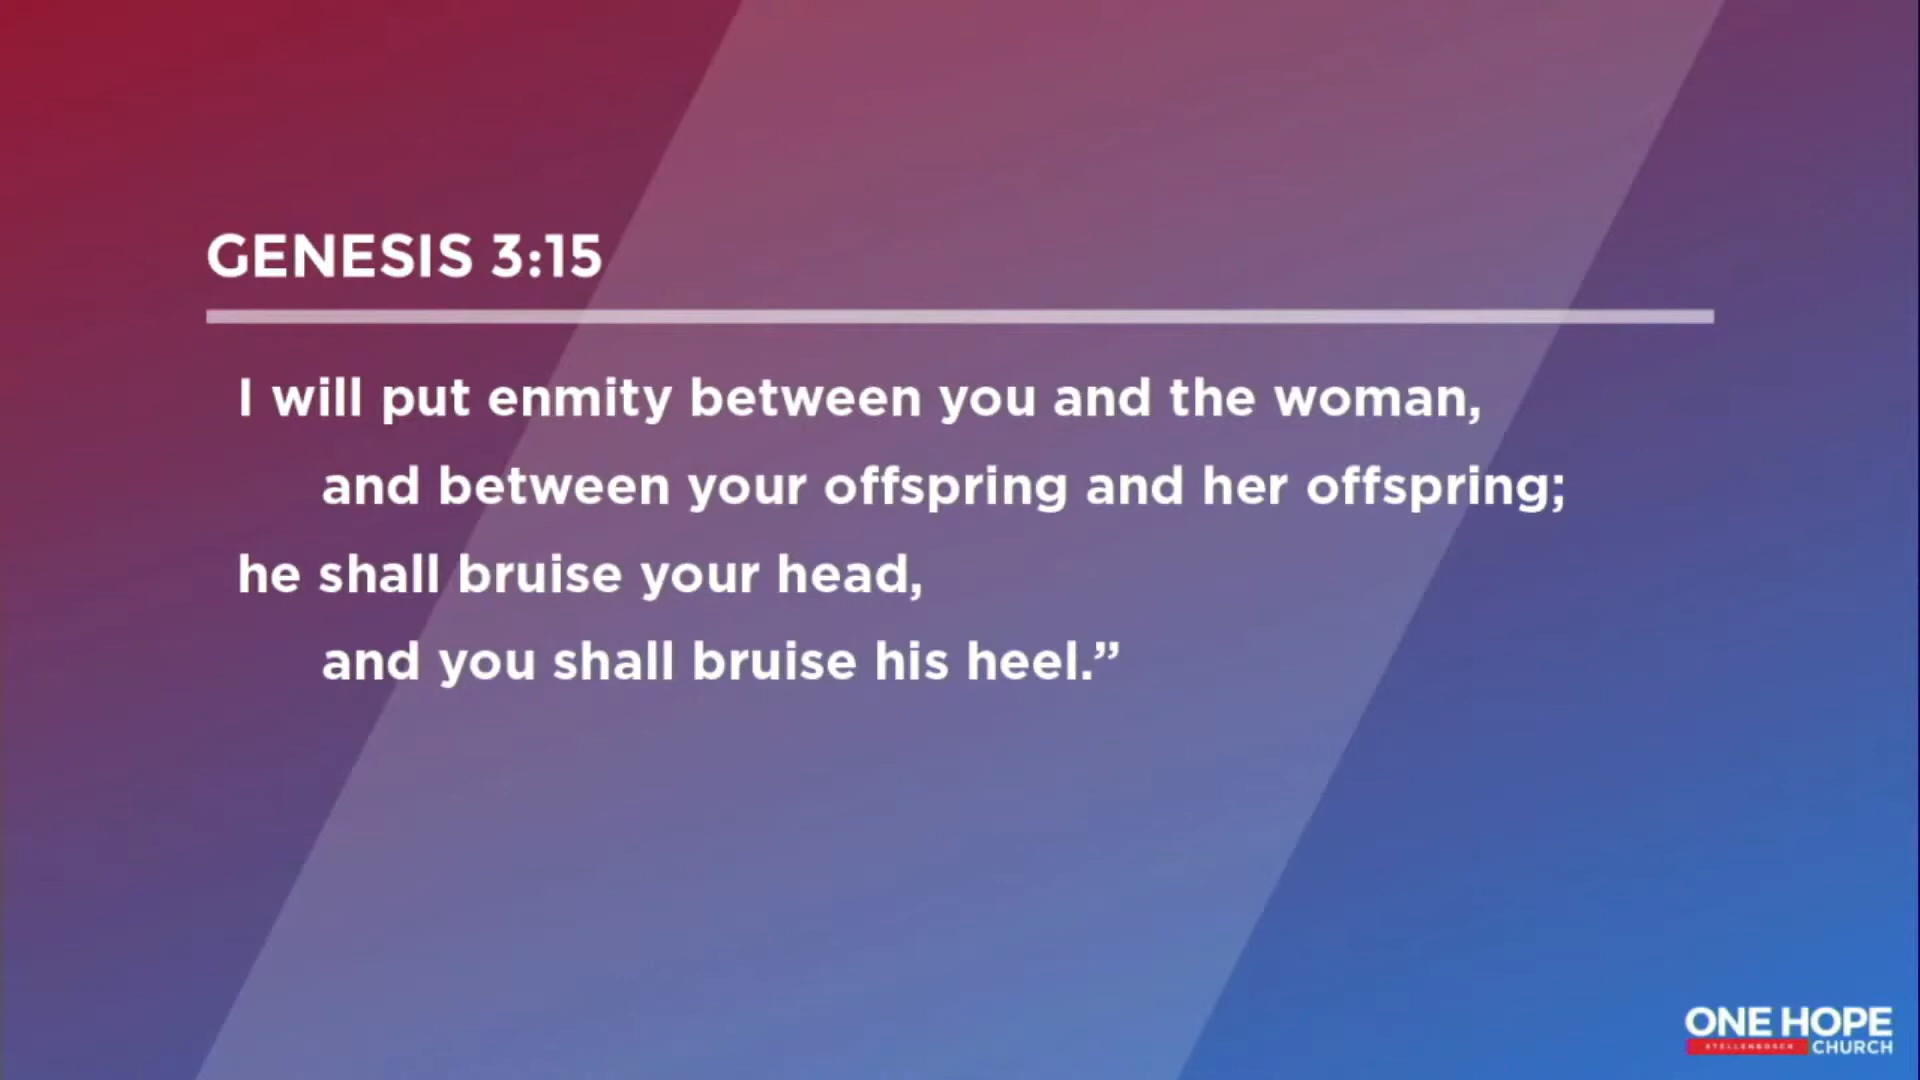 GENESIS 3:15
I will put enmity between you and the woman,
and between your offspring and her offspring;
he shall bruise your head,
and you shall bruise his heel.”
ONE HOPE
STELLENBOSCH CHURCH